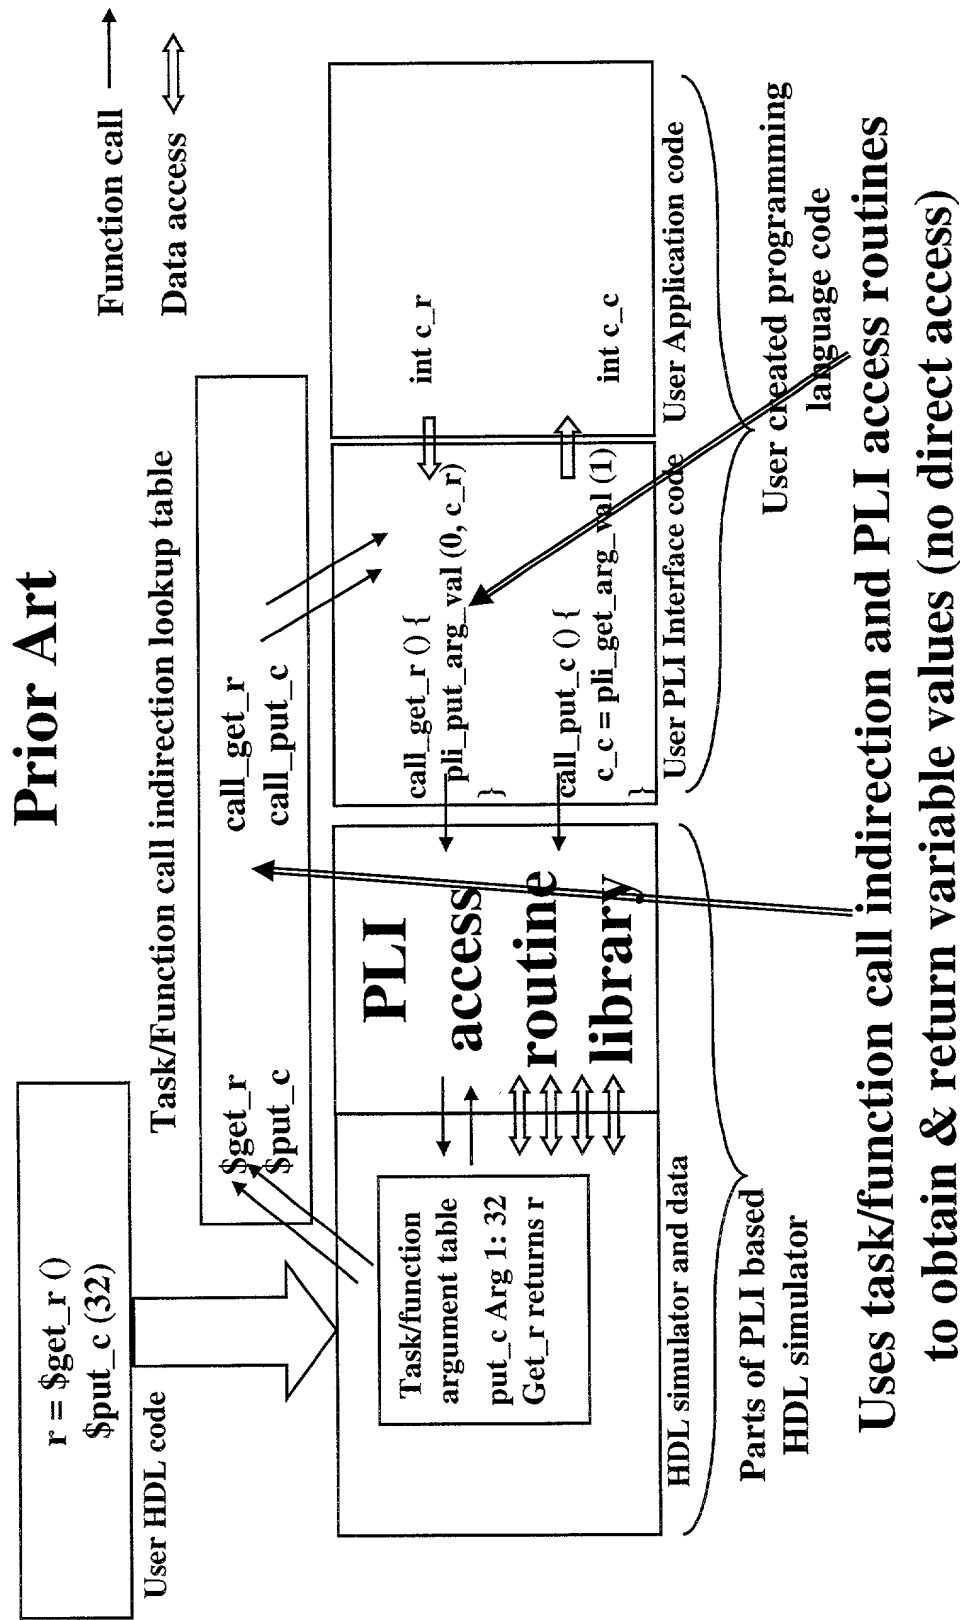 Prior Art
Function call
Data access
r = $get_r ()
$put_c (32)
User HDL code
Task/Function call indirection lookup table
$get_r
$put_c
call_get_r
call_put_c
Task/function
argument table
put_c Arg 1: 32
Get_r returns r
HDL simulator and data
PLI
access
routine
library
call_get_r () {
pli_put_arg_val (0, c_r)
}
call_put_c () {
c_c = pli_get_arg_val (1)
}
User PLI Interface code
int c_r
int c_c
User Application code
Parts of PLI based
HDL simulator
User created programming
language code
Uses task/function call indirection and PLI access routines
to obtain & return variable values (no direct access)